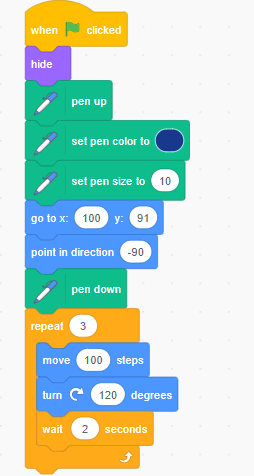 when clicked
hide
pen up
set pen color to
set pen size to 10
go to x: 100 y: 91
point in direction -90
pen down
repeat 3
move 100 steps
turn 120 degrees
wait 2 seconds